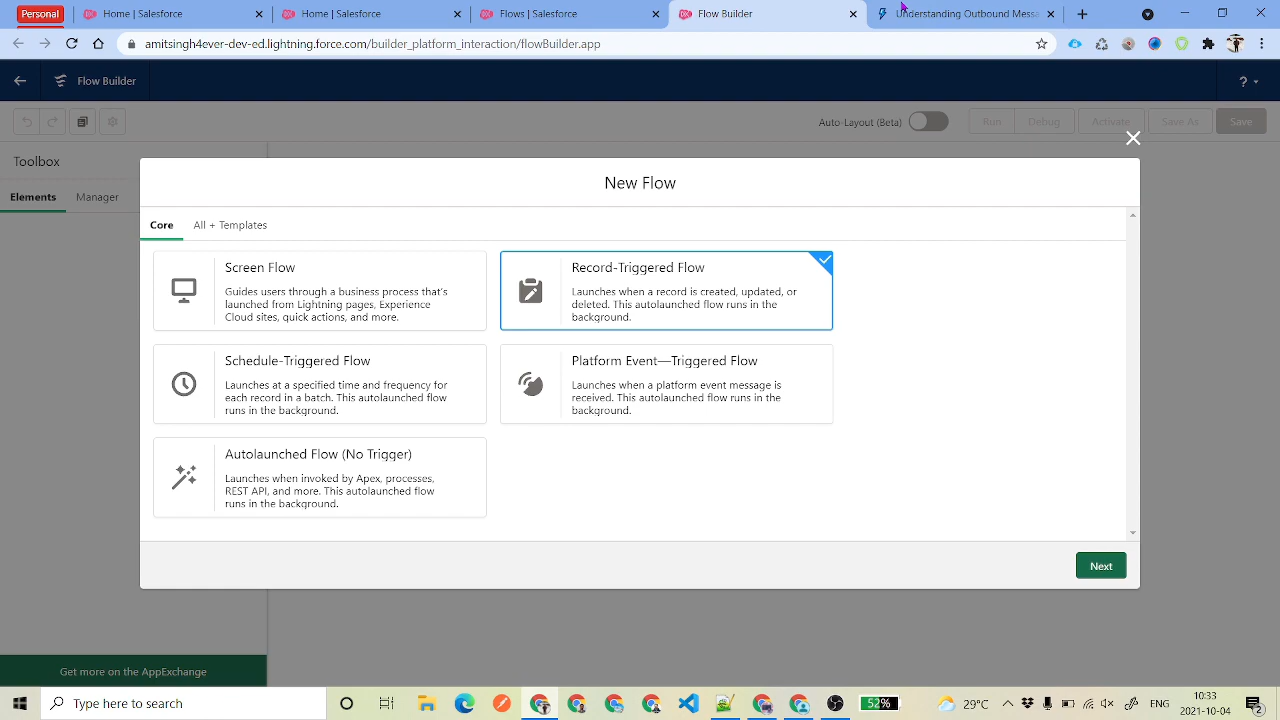 Personal
Home | Salesforce
Home | Salesforce
Flows | Salesforce
Flow Builder
Understanding Outbound Mess
amitsingh4ever-dev-ed.lightning.force.com/builder_platform_interaction/flowBuilder.app
Flow Builder
?
Auto-Layout (Beta)
Run
Debug
Activate
Save As
Save
Toolbox
Elements
Manager
New Flow
Core
All + Templates
Screen Flow
Guides users through a business process that's
launched from Lightning pages, Experience
Cloud sites, quick actions, and more.
Record-Triggered Flow
Launches when a record is created, updated, or
deleted. This autolaunched flow runs in the
background.
Schedule-Triggered Flow
Launches at a specified time and frequency for
each record in a batch. This autolaunched flow
runs in the background.
Platform Event—Triggered Flow
Launches when a platform event message is
received. This autolaunched flow runs in the
background.
Autolaunched Flow (No Trigger)
Launches when invoked by Apex, processes,
REST API, and more. This autolaunched flow
runs in the background.
Next
Get more on the AppExchange
Type here to search
52%
29°C
10:33
2021-10-04
2